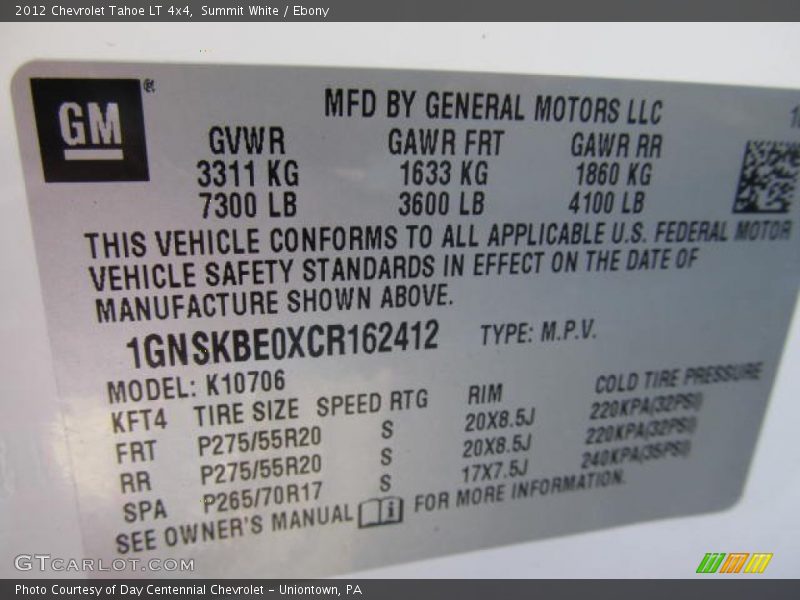 2012 Chevrolet Tahoe LT 4x4, Summit White / Ebony
GM ®
MFD BY GENERAL MOTORS LLC
GVWR GAWR FRT GAWR RR
3311 KG 1633 KG 1860 KG
7300 LB 3600 LB 4100 LB
THIS VEHICLE CONFORMS TO ALL APPLICABLE U.S. FEDERAL MOTOR
VEHICLE SAFETY STANDARDS IN EFFECT ON THE DATE OF
MANUFACTURE SHOWN ABOVE.
1GNSKBE0XCR162412 TYPE: M.P.V.
MODEL: K10706
KFT4 TIRE SIZE SPEED RTG RIM COLD TIRE PRESSURE
FRT P275/55R20 S 20X8.5J 220KPA(32PSI)
RR P275/55R20 S 20X8.5J 220KPA(32PSI)
SPA P265/70R17 S 17X7.5J 240KPA(35PSI)
SEE OWNER'S MANUAL i FOR MORE INFORMATION.
GTCARLOT.COM
Photo Courtesy of Day Centennial Chevrolet - Uniontown, PA